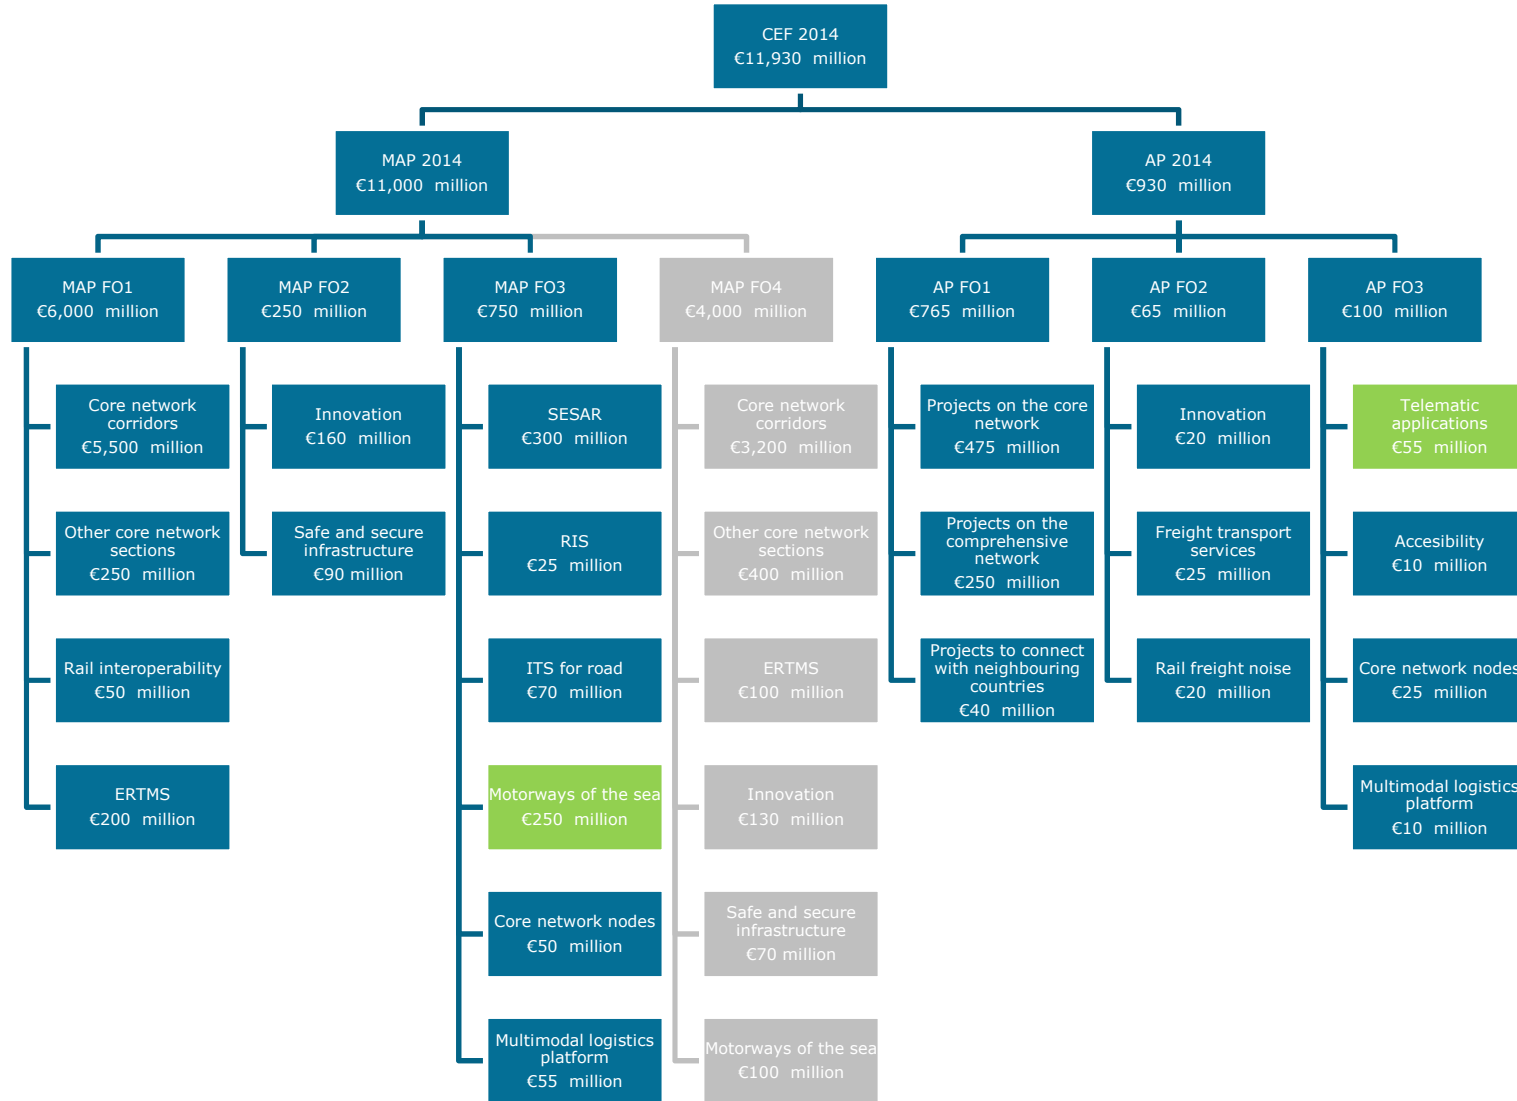 CEF 2014
€11,930 million
MAP 2014
€11,000 million
AP 2014
€930 million
MAP FO1
€6,000 million
MAP FO2
€250 million
MAP FO3
€750 million
MAP FO4
€4,000 million
AP FO1
€765 million
AP FO2
€65 million
AP FO3
€100 million
Core network
corridors
€5,500 million
Other core network
sections
€250 million
Rail interoperability
€50 million
ERTMS
€200 million
Innovation
€160 million
Safe and secure
infrastructure
€90 million
SESAR
€300 million
RIS
€25 million
ITS for road
€70 million
Motorways of the sea
€250 million
Core network nodes
€50 million
Multimodal logistics
platform
€55 million
Core network
corridors
€3,200 million
Other core network
sections
€400 million
ERTMS
€100 million
Innovation
€130 million
Safe and secure
infrastructure
€70 million
Motorways of the sea
€100 million
Projects on the core
network
€475 million
Projects on the
comprehensive
network
€250 million
Projects to connect
with neighbouring
countries
€40 million
Innovation
€20 million
Freight transport
services
€25 million
Rail freight noise
€20 million
Telematic
applications
€55 million
Accesibility
€10 million
Core network nodes
€25 million
Multimodal logistics
platform
€10 million